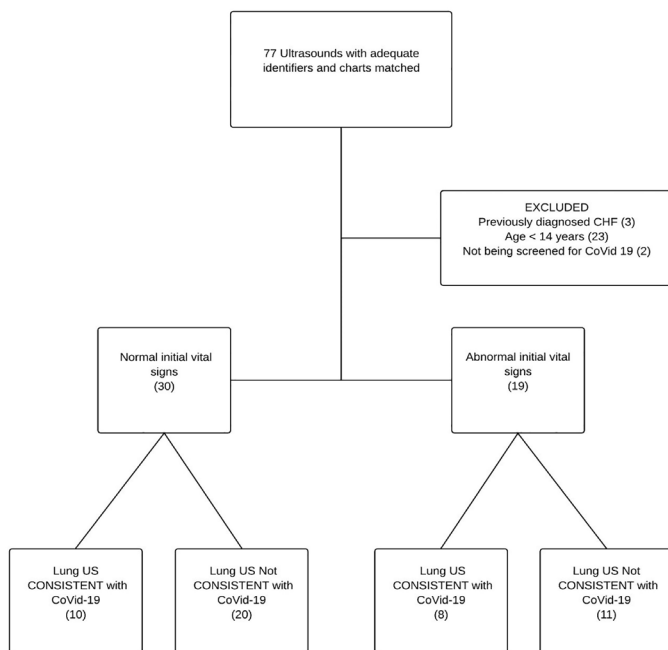 77 Ultrasounds with adequate
identifiers and charts matched
EXCLUDED
Previously diagnosed CHF (3)
Age < 14 years (23)
Not being screened for CoVid 19 (2)
Normal initial vital
signs
(30)
Abnormal initial vital
signs
(19)
Lung US
CONSISTENT with
CoVid-19
(10)
Lung US Not
CONSISTENT with
CoVid-19
(20)
Lung US
CONSISTENT with
CoVid-19
(8)
Lung US Not
CONSISTENT with
CoVid-19
(11)